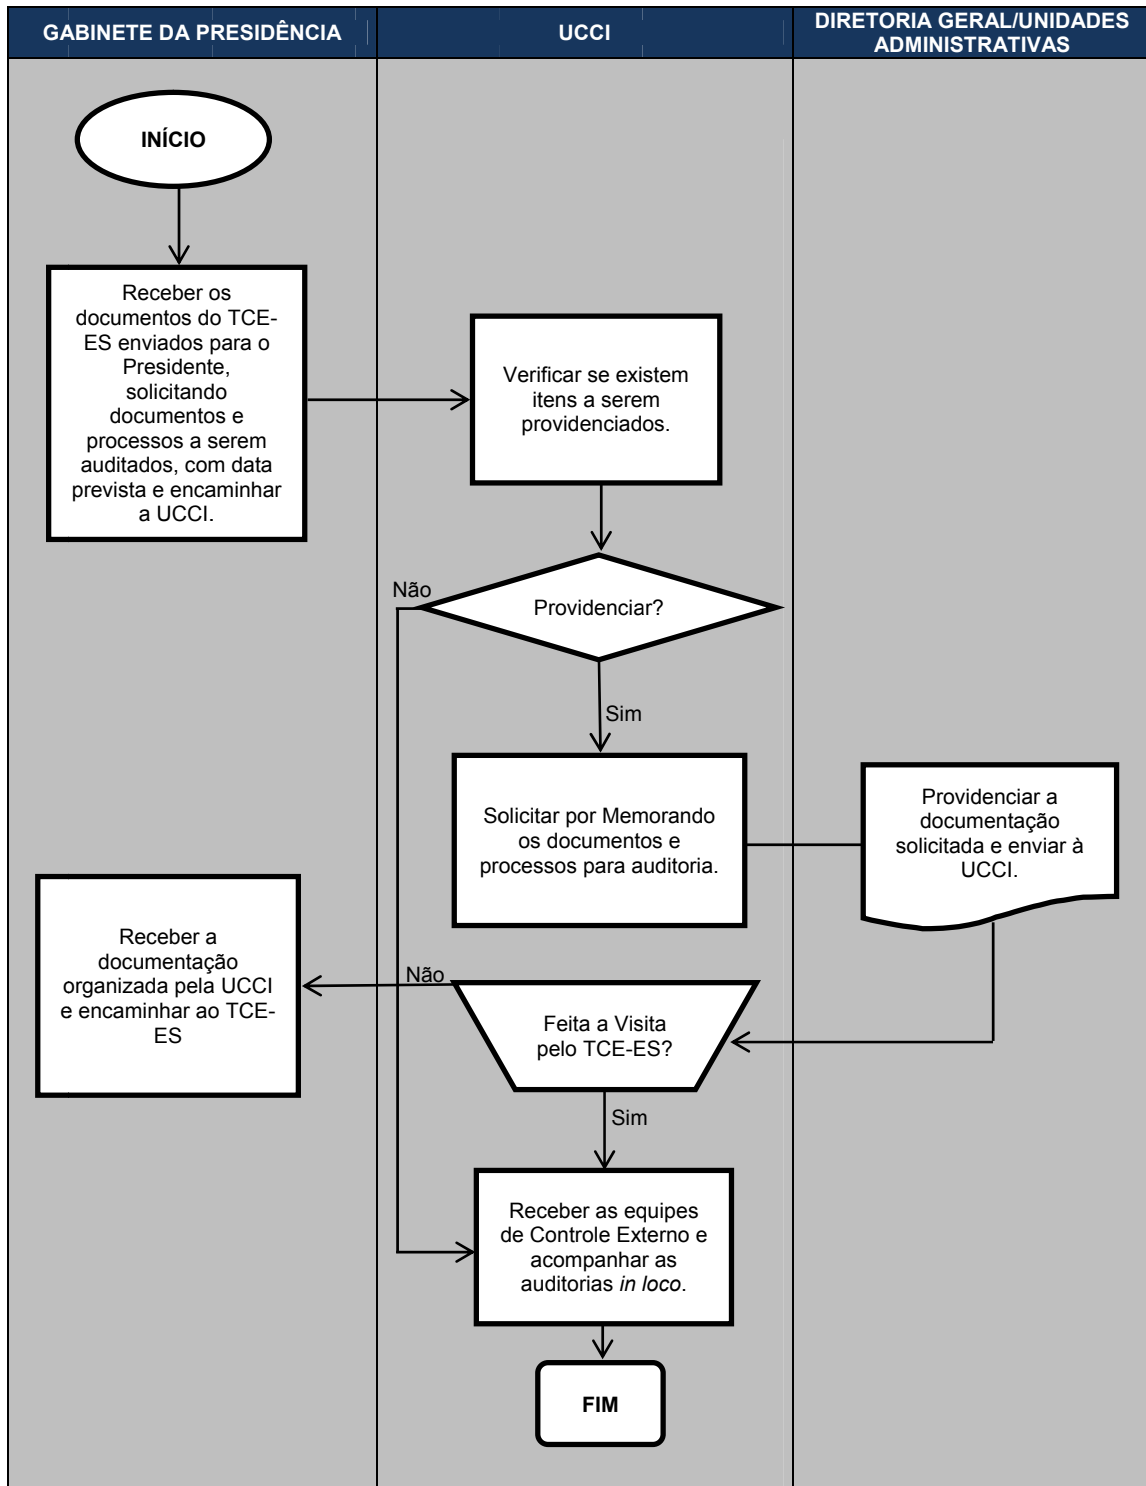 GABINETE DA PRESIDÊNCIA
UCCI
DIRETORIA GERAL/UNIDADES
ADMINISTRATIVAS
INÍCIO
Receber os
documentos do TCE-
ES enviados para o
Presidente,
solicitando
documentos e
processos a serem
auditados, com data
prevista e encaminhar
a UCCI.
Verificar se existem
itens a serem
providenciados.
Não
Providenciar?
Sim
Solicitar por Memorando
os documentos e
processos para auditoria.
Providenciar a
documentação
solicitada e enviar à
UCCI.
Receber a
documentação
organizada pela UCCI
e encaminhar ao TCE-
ES
Não
Feita a Visita
pelo TCE-ES?
Sim
Receber as equipes
de Controle Externo e
acompanhar as
auditorias in loco.
FIM